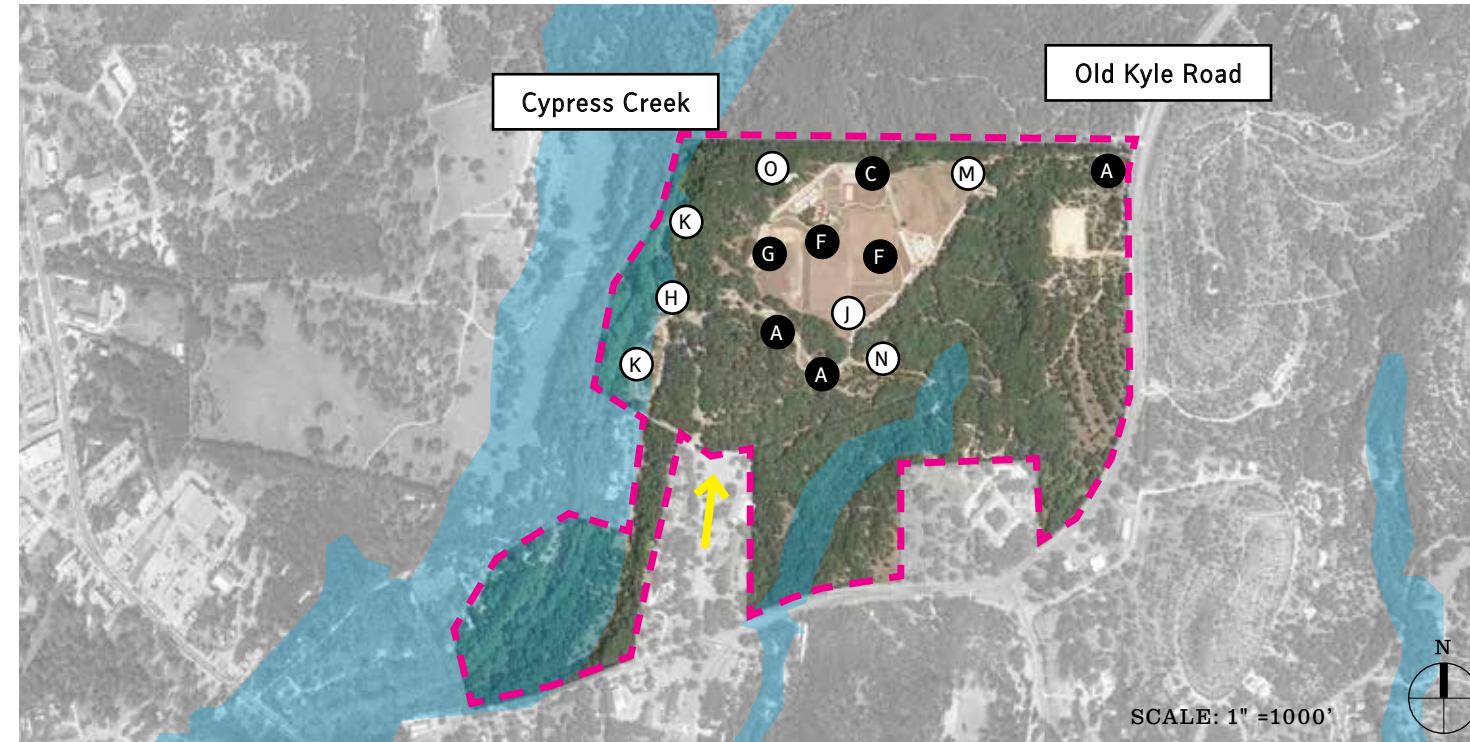 Old Kyle Road
Cypress Creek
O
C
M
A
K
F
G
F
H
J
A
N
K
A
N
SCALE: 1" =1000'